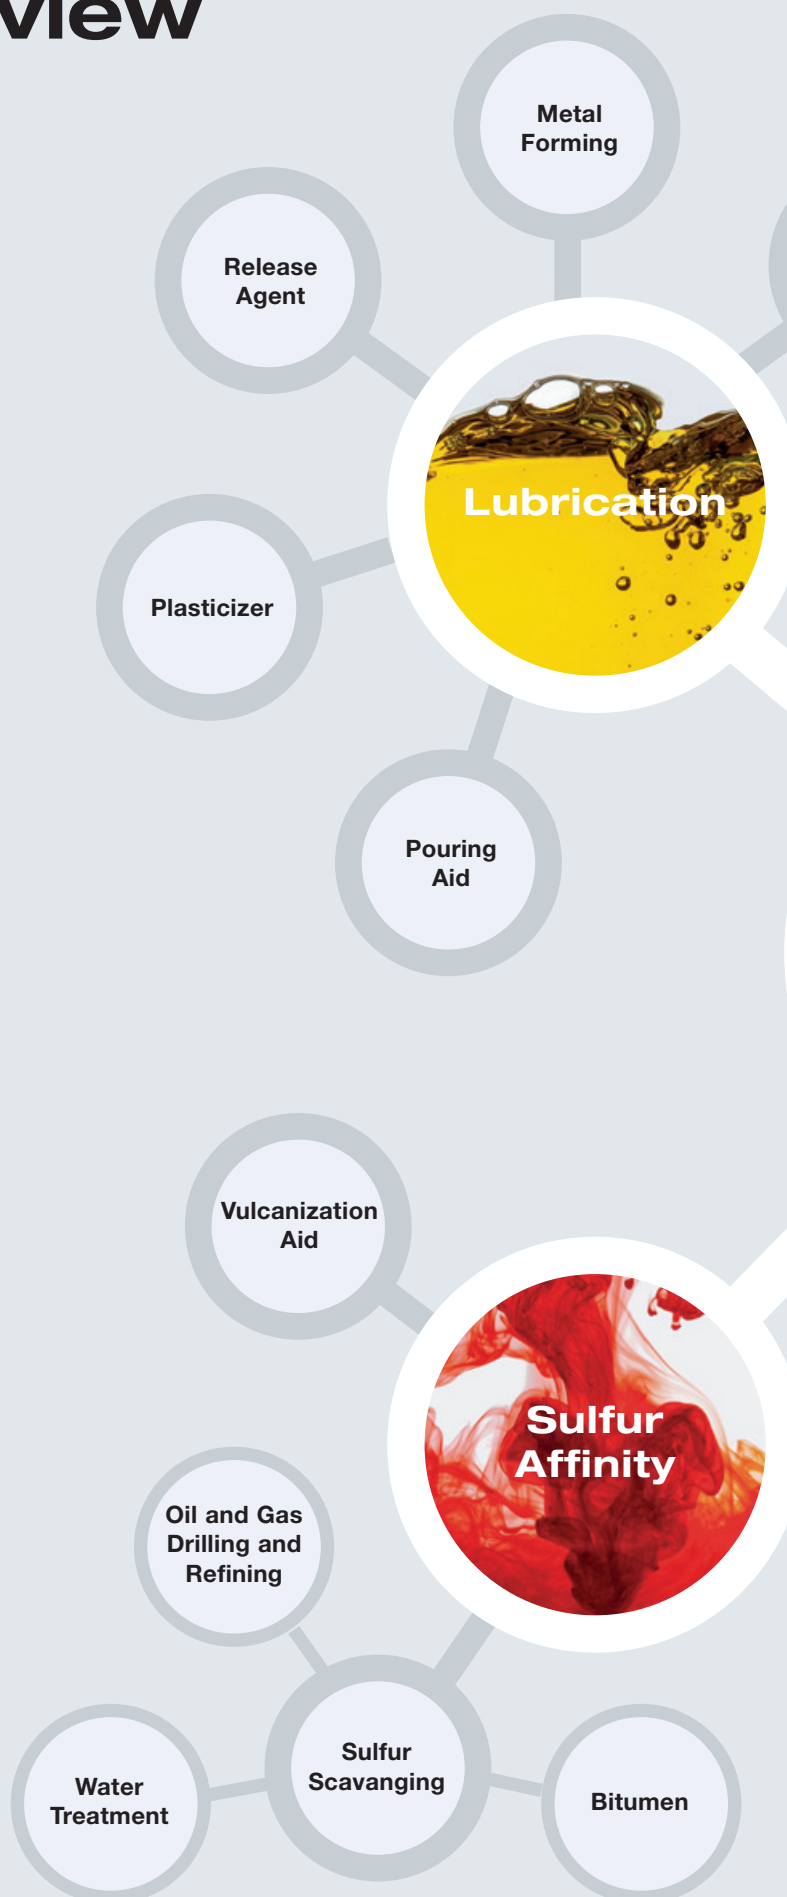 view
Metal
Forming
Release
Agent
Lubrication
Plasticizer
Pouring
Aid
Vulcanization
Aid
Sulfur
Affinity
Oil and Gas
Drilling and
Refining
Sulfur
Scavanging
Water
Treatment
Bitumen